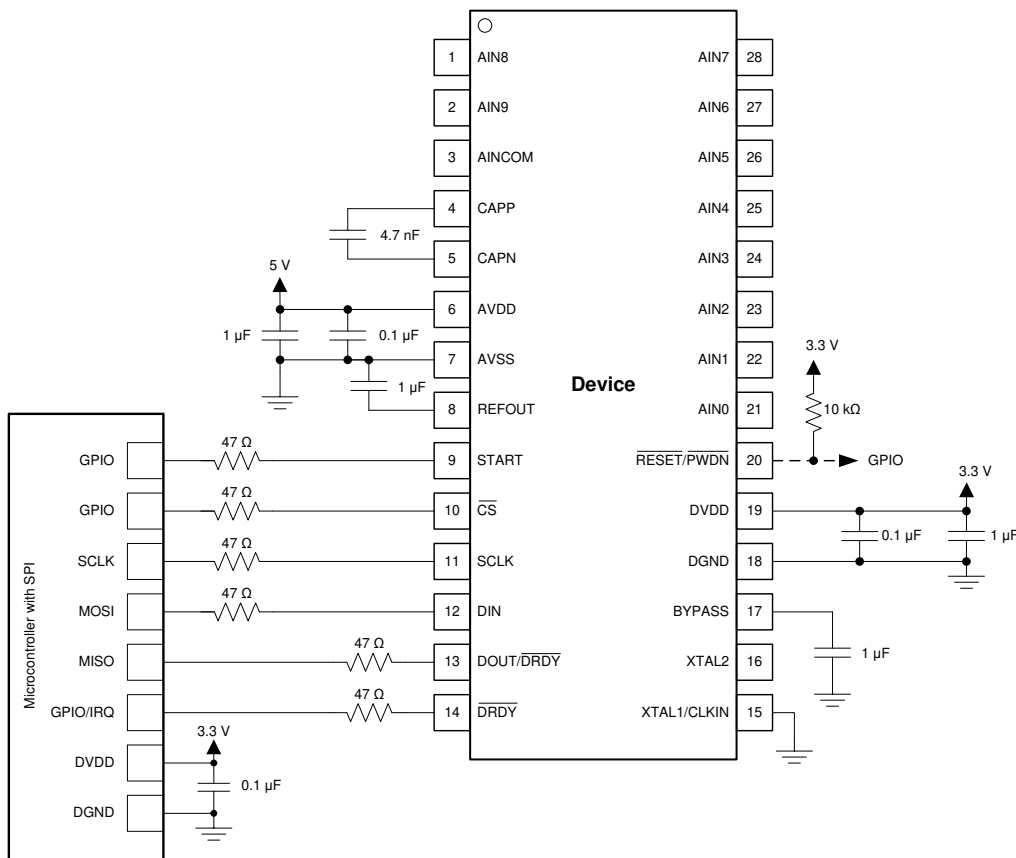 1 AIN8 AIN7 28
2 AIN9 AIN6 27
3 AINCOM AIN5 26
4 CAPP AIN4 25
4.7 nF
5 CAPN AIN3 24
5 V
6 AVDD AIN2 23
1 µF 0.1 µF
7 AVSS AIN1 22
3.3 V
Device
1 µF
8 REFOUT AIN0 21
10 kΩ
GPIO 47 Ω 9 START RESET/PWDN 20 GPIO
3.3 V
GPIO 47 Ω 10 CS DVDD 19
0.1 µF 1 µF
SCLK 47 Ω 11 SCLK DGND 18
MOSI 47 Ω 12 DIN BYPASS 17
MISO 47 Ω 13 DOUT/DRDY XTAL2 16
1 µF
GPIO/IRQ 47 Ω 14 DRDY XTAL1/CLKIN 15
3.3 V
DVDD
0.1 µF
DGND
Microcontroller with SPI